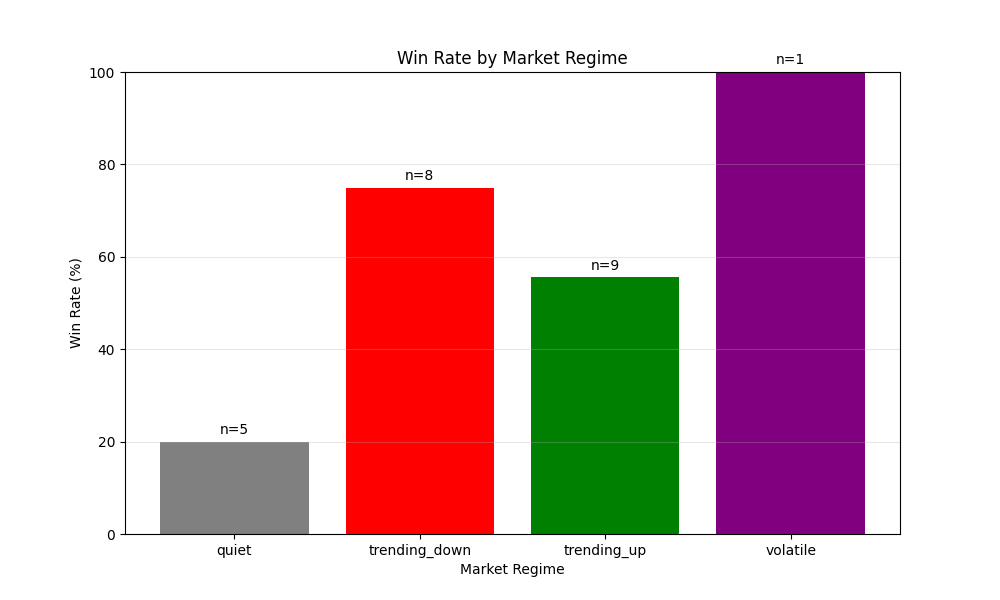 Win Rate by Market Regime
n=1
100
n=8
80
n=9
60
Win Rate (%)
40
n=5
20
0
quiet trending_down trending_up volatile
Market Regime